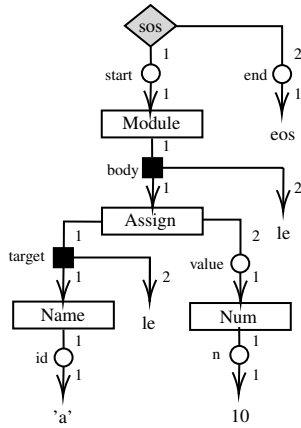 sos
1 2
start end
1 1
Module eos
1
body
1 2
Assign le
1 2
target value
1 2 1
Name le Num
1 1
id n
1 1
'a' 10